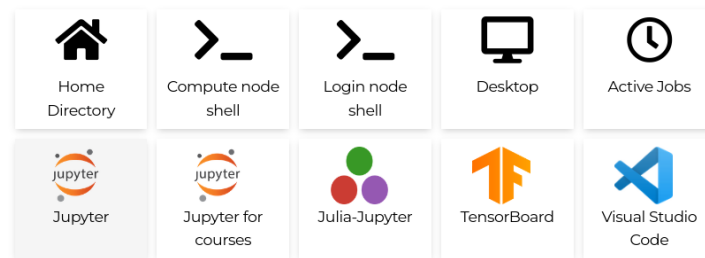 Home
Directory
Compute node
shell
Login node
shell
Desktop
Active Jobs
jupyter
Jupyter
jupyter
Jupyter for
courses
Julia-Jupyter
TensorBoard
Visual Studio
Code